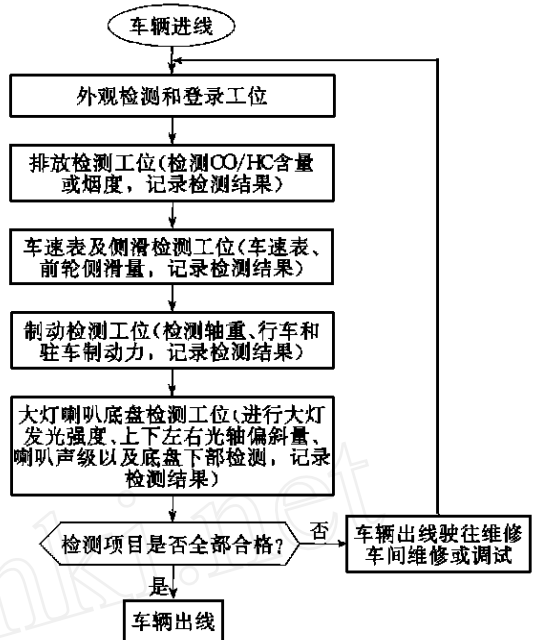 车辆进线
外观检测和登录工位
排放检测工位(检测CO/HC含量
或烟度，记录检测结果)
车速表及侧滑检测工位(车速表、
前轮侧滑量，记录检测结果)
制动检测工位(检测轴重、行车和
驻车制动力，记录检测结果)
大灯喇叭底盘检测工位(进行大灯
发光强度、上下左右光轴偏斜量、
喇叭声级以及底盘下部检测，记录
检测结果)
检测项目是否全部合格?
否
车辆出线驶往维修
车间维修或调试
是
车辆出线
nki.net